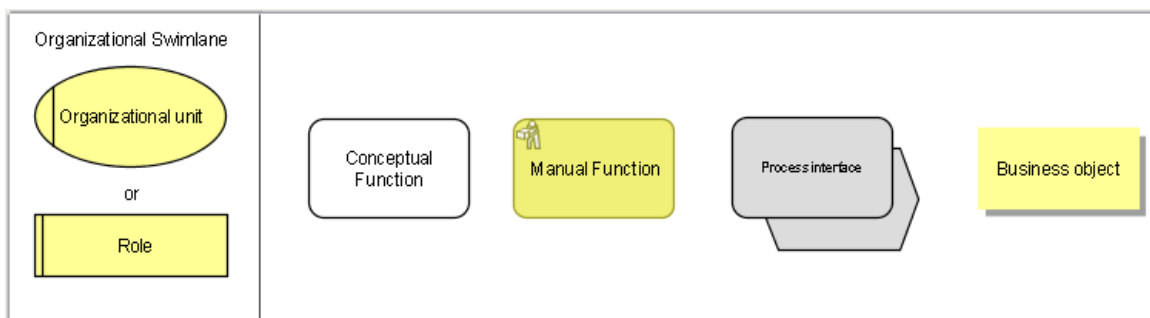 Organizational Swimlane
Organizational unit
or
Role
Conceptual
Function
Manual Function
Process interface
Business object